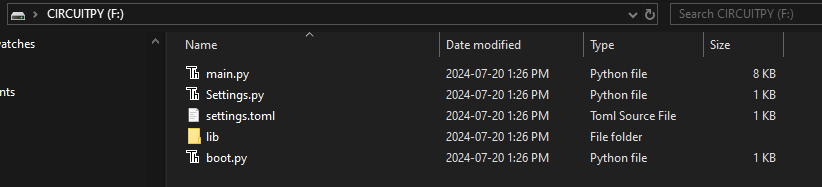 CIRCUITPY (F:)
Search CIRCUITPY (F:)
atches
nts
Name Date modified Type Size
main.py 2024-07-20 1:26 PM Python file 8 KB
Settings.py 2024-07-20 1:26 PM Python file 1 KB
settings.toml 2024-07-20 1:26 PM Toml Source File 1 KB
lib 2024-07-20 1:26 PM File folder
boot.py 2024-07-20 1:26 PM Python file 1 KB